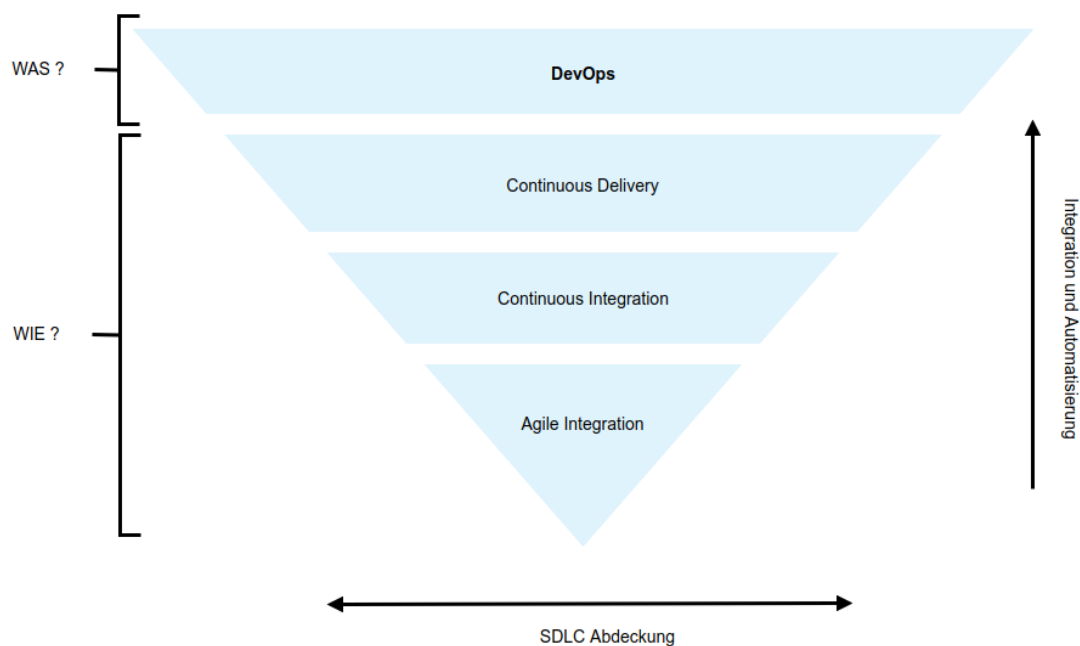 WAS ?
DevOps
Continuous Delivery
Continuous Integration
WIE ?
Agile Integration
Integration und Automatisierung
SDLC Abdeckung